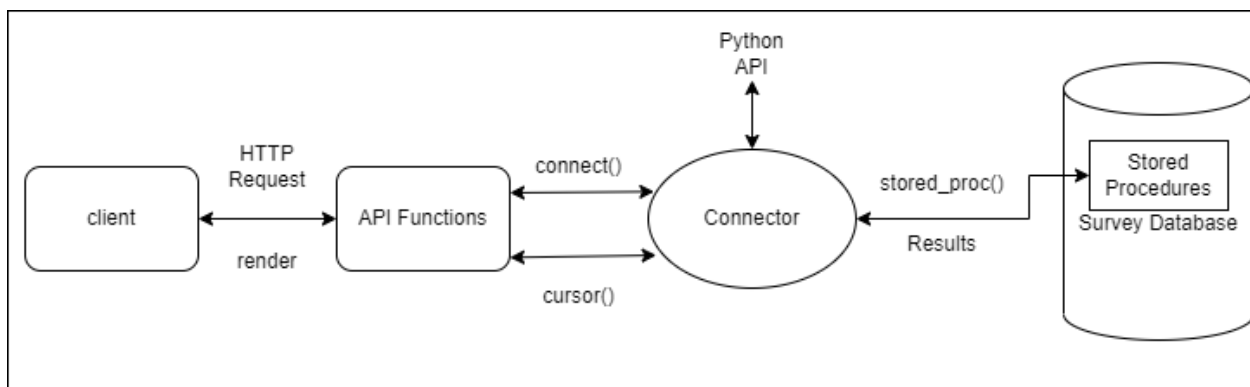 client
HTTP
Request
render
API Functions
connect()
cursor()
Python
API
Connector
stored_proc()
Results
Stored
Procedures
Survey Database